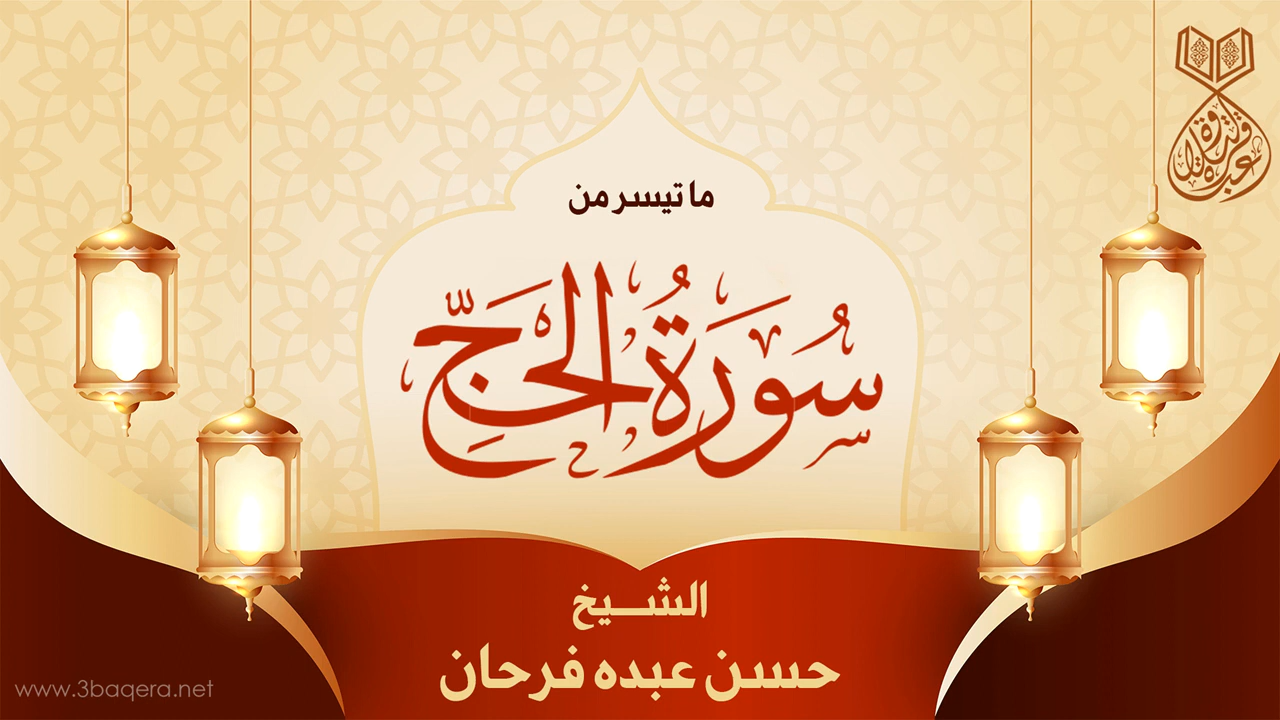 ما تيسر من
سُورَةُ الحَجِّ
الشيخ
حسن عبده فرحان
www.3baqera.net